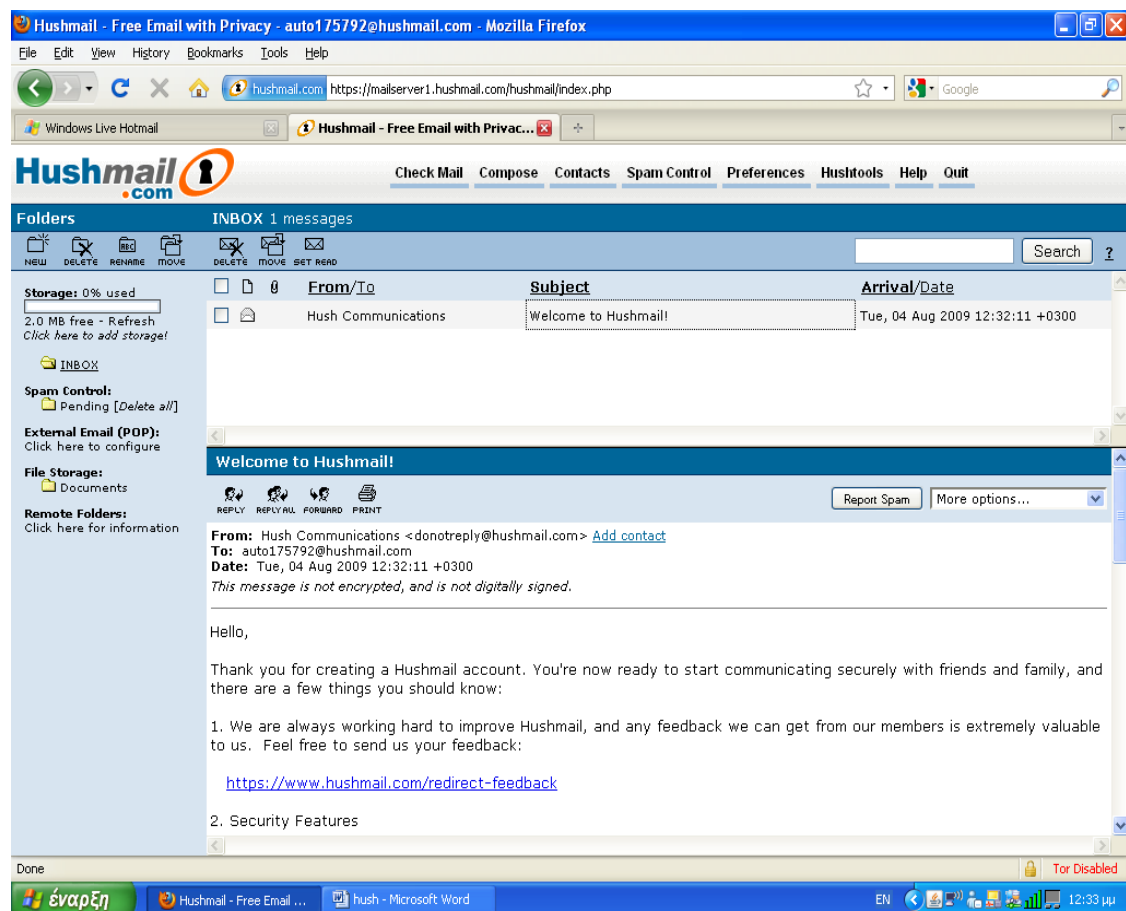 Hushmail - Free Email with Privacy - auto175792@hushmail.com - Mozilla Firefox
File Edit View History Bookmarks Tools Help
hushmail.com https://mailserver1.hushmail.com/hushmail/index.php Google
Windows Live Hotmail Hushmail - Free Email with Privac...
Hushmail .com
Check Mail Compose Contacts Spam Control Preferences Hushtools Help Quit
Folders
NEW DELETE RENAME MOVE
Storage: 0% used
2.0 MB free - Refresh
Click here to add storage!
INBOX
Spam Control:
Pending [Delete all]
External Email (POP):
Click here to configure
File Storage:
Documents
Remote Folders:
Click here for information
INBOX 1 messages
DELETE MOVE SET READ Search ?
From/To Subject Arrival/Date
Hush Communications Welcome to Hushmail! Tue, 04 Aug 2009 12:32:11 +0300
Welcome to Hushmail!
REPLY REPLY ALL FORWARD PRINT Report Spam More options...
From: Hush Communications <donotreply@hushmail.com> Add contact
To: auto175792@hushmail.com
Date: Tue, 04 Aug 2009 12:32:11 +0300
This message is not encrypted, and is not digitally signed.
Hello,
Thank you for creating a Hushmail account. You're now ready to start communicating securely with friends and family, and
there are a few things you should know:
1. We are always working hard to improve Hushmail, and any feedback we can get from our members is extremely valuable
to us. Feel free to send us your feedback:
https://www.hushmail.com/redirect-feedback
2. Security Features
Done Tor Disabled
έναρξη Hushmail - Free Email ... hush - Microsoft Word EN 12:33 μμ